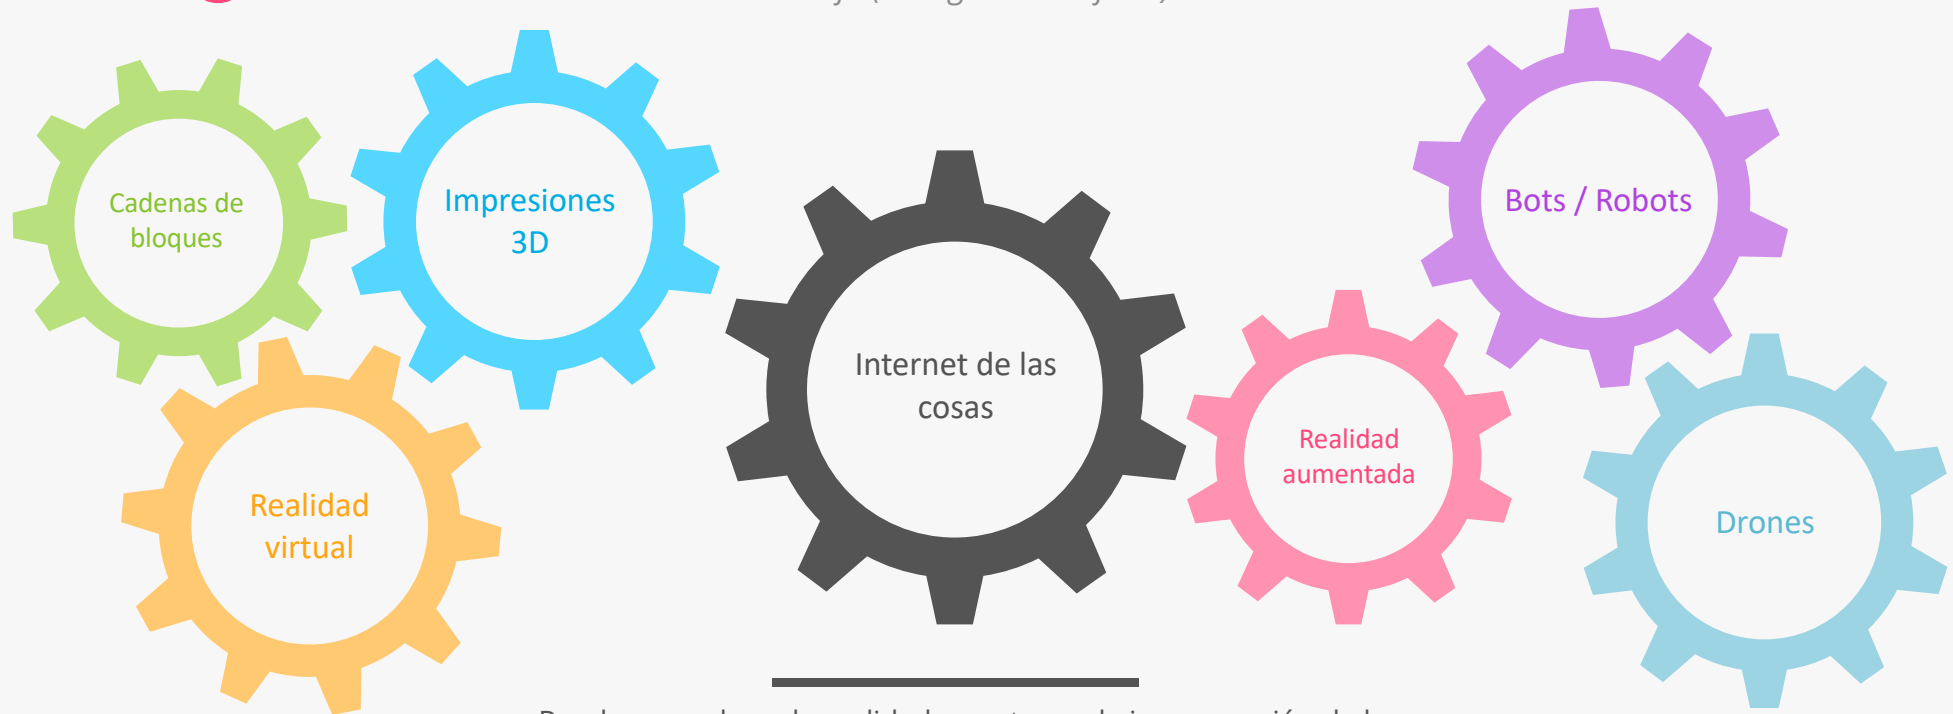 Cadenas de
bloques
Impresiones
3D
Bots / Robots
Internet de las
cosas
Realidad
aumentada
Realidad
virtual
Drones